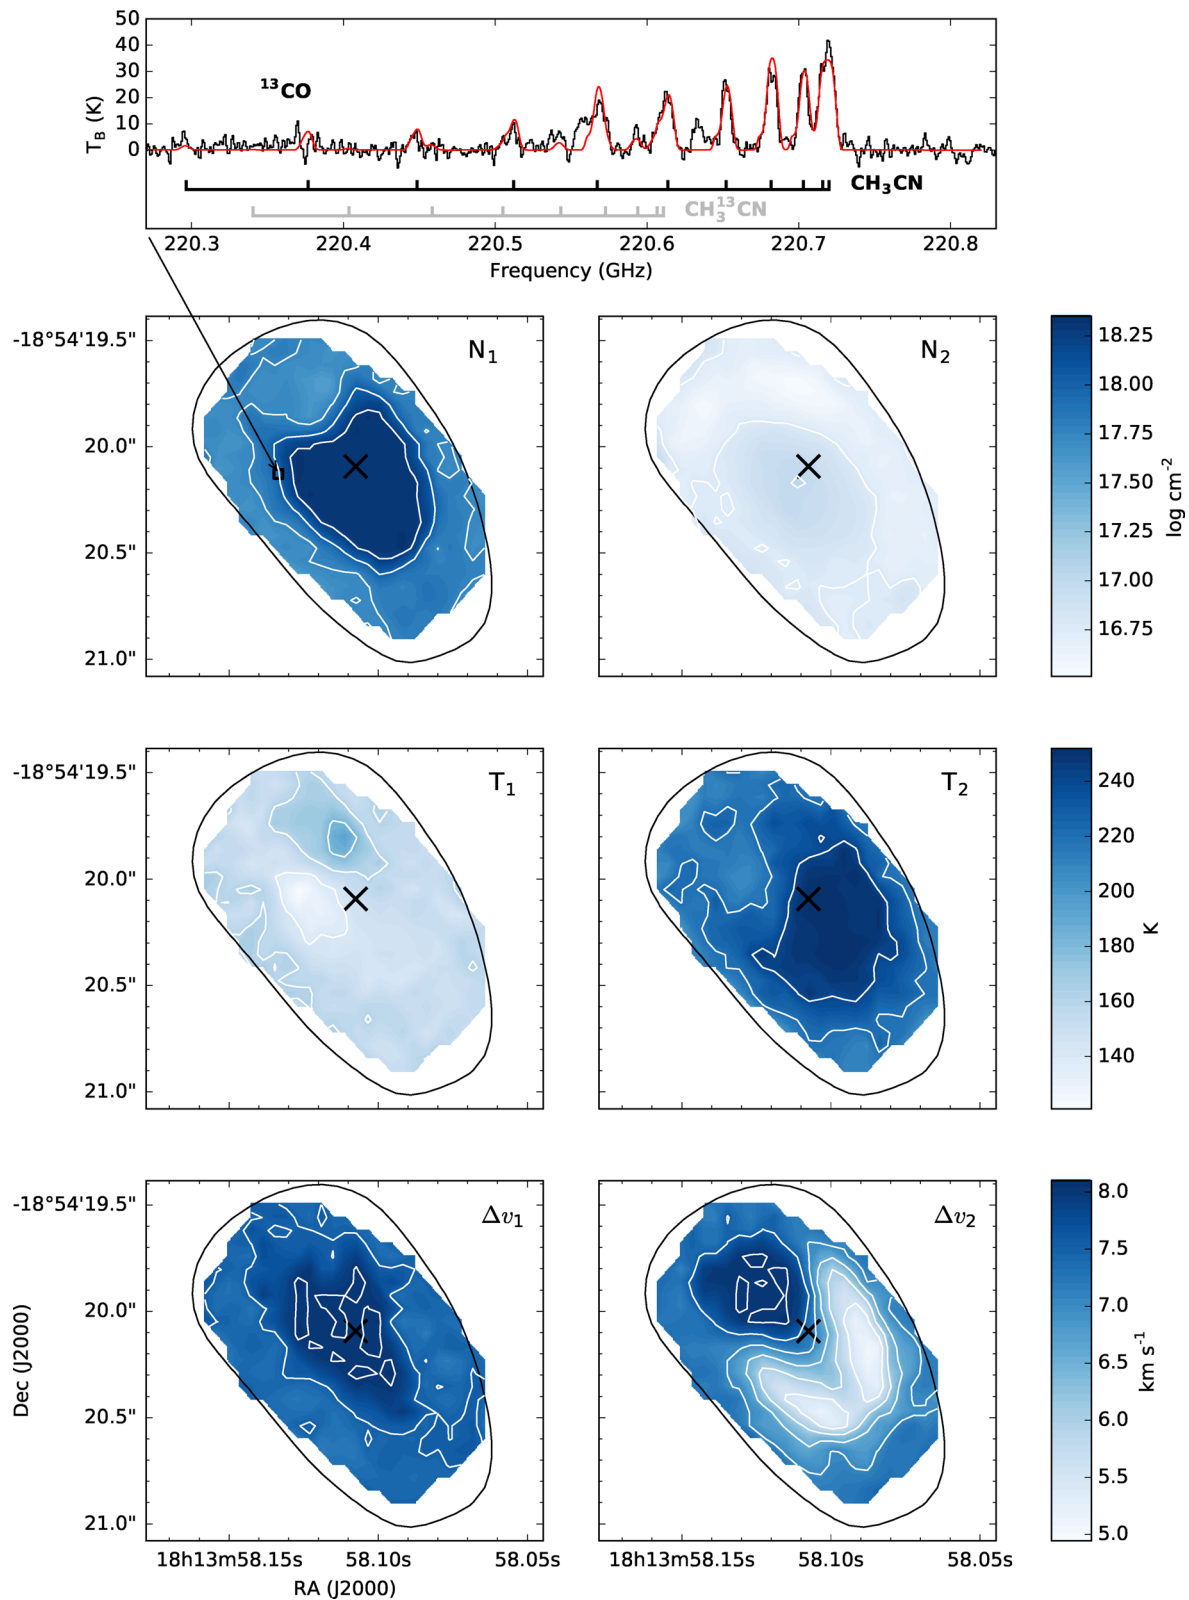 50
40
30
20
10
0
T_B (K)
¹³CO
CH₃CN
CH₃¹³CN
220.3 220.4 220.5 220.6 220.7 220.8
Frequency (GHz)
-18°54'19.5"
20.0"
20.5"
21.0"
N₁
N₂
18.25
18.00
17.75
17.50
17.25
17.00
16.75
log cm⁻²
-18°54'19.5"
20.0"
20.5"
21.0"
T₁
T₂
240
220
200
180
160
140
K
-18°54'19.5"
20.0"
20.5"
21.0"
Dec (J2000)
Δv₁
Δv₂
8.0
7.5
7.0
6.5
6.0
5.5
5.0
km s⁻¹
18h13m58.15s 58.10s 58.05s
18h13m58.15s 58.10s 58.05s
RA (J2000)